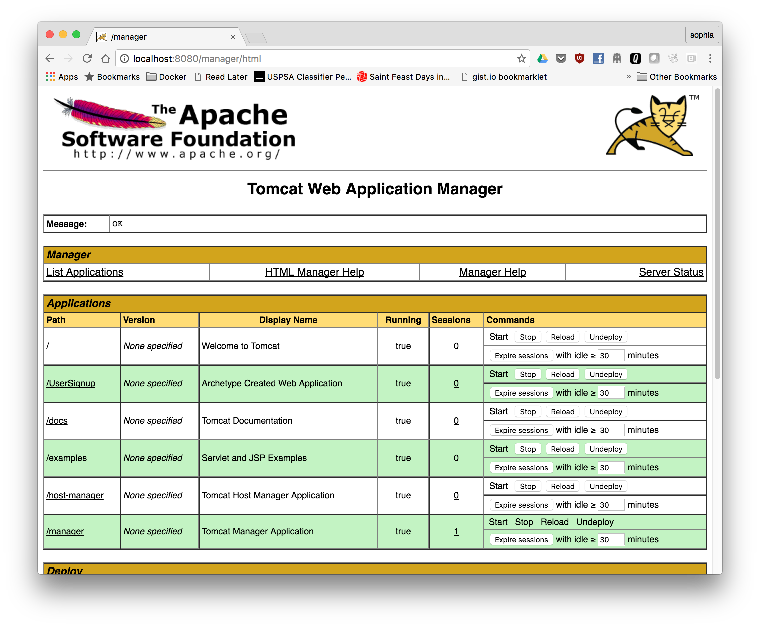 /manager
sophia
localhost:8080/manager/html
Apps Bookmarks Docker Read Later USPSA Classifier Pe... Saint Feast Days in... gist.io bookmarklet » Other Bookmarks
The Apache
Software Foundation
http://www.apache.org/
TM
Tomcat Web Application Manager
Message: OK
Manager
List Applications HTML Manager Help Manager Help Server Status
Applications
Path Version Display Name Running Sessions Commands
/ None specified Welcome to Tomcat true 0 Start Stop Reload Undeploy
Expire sessions with idle ≥ 30 minutes
/UserSignup None specified Archetype Created Web Application true 0 Start Stop Reload Undeploy
Expire sessions with idle ≥ 30 minutes
/docs None specified Tomcat Documentation true 0 Start Stop Reload Undeploy
Expire sessions with idle ≥ 30 minutes
/examples None specified Servlet and JSP Examples true 0 Start Stop Reload Undeploy
Expire sessions with idle ≥ 30 minutes
/host-manager None specified Tomcat Host Manager Application true 0 Start Stop Reload Undeploy
Expire sessions with idle ≥ 30 minutes
/manager None specified Tomcat Manager Application true 1 Start Stop Reload Undeploy
Expire sessions with idle ≥ 30 minutes
Deploy